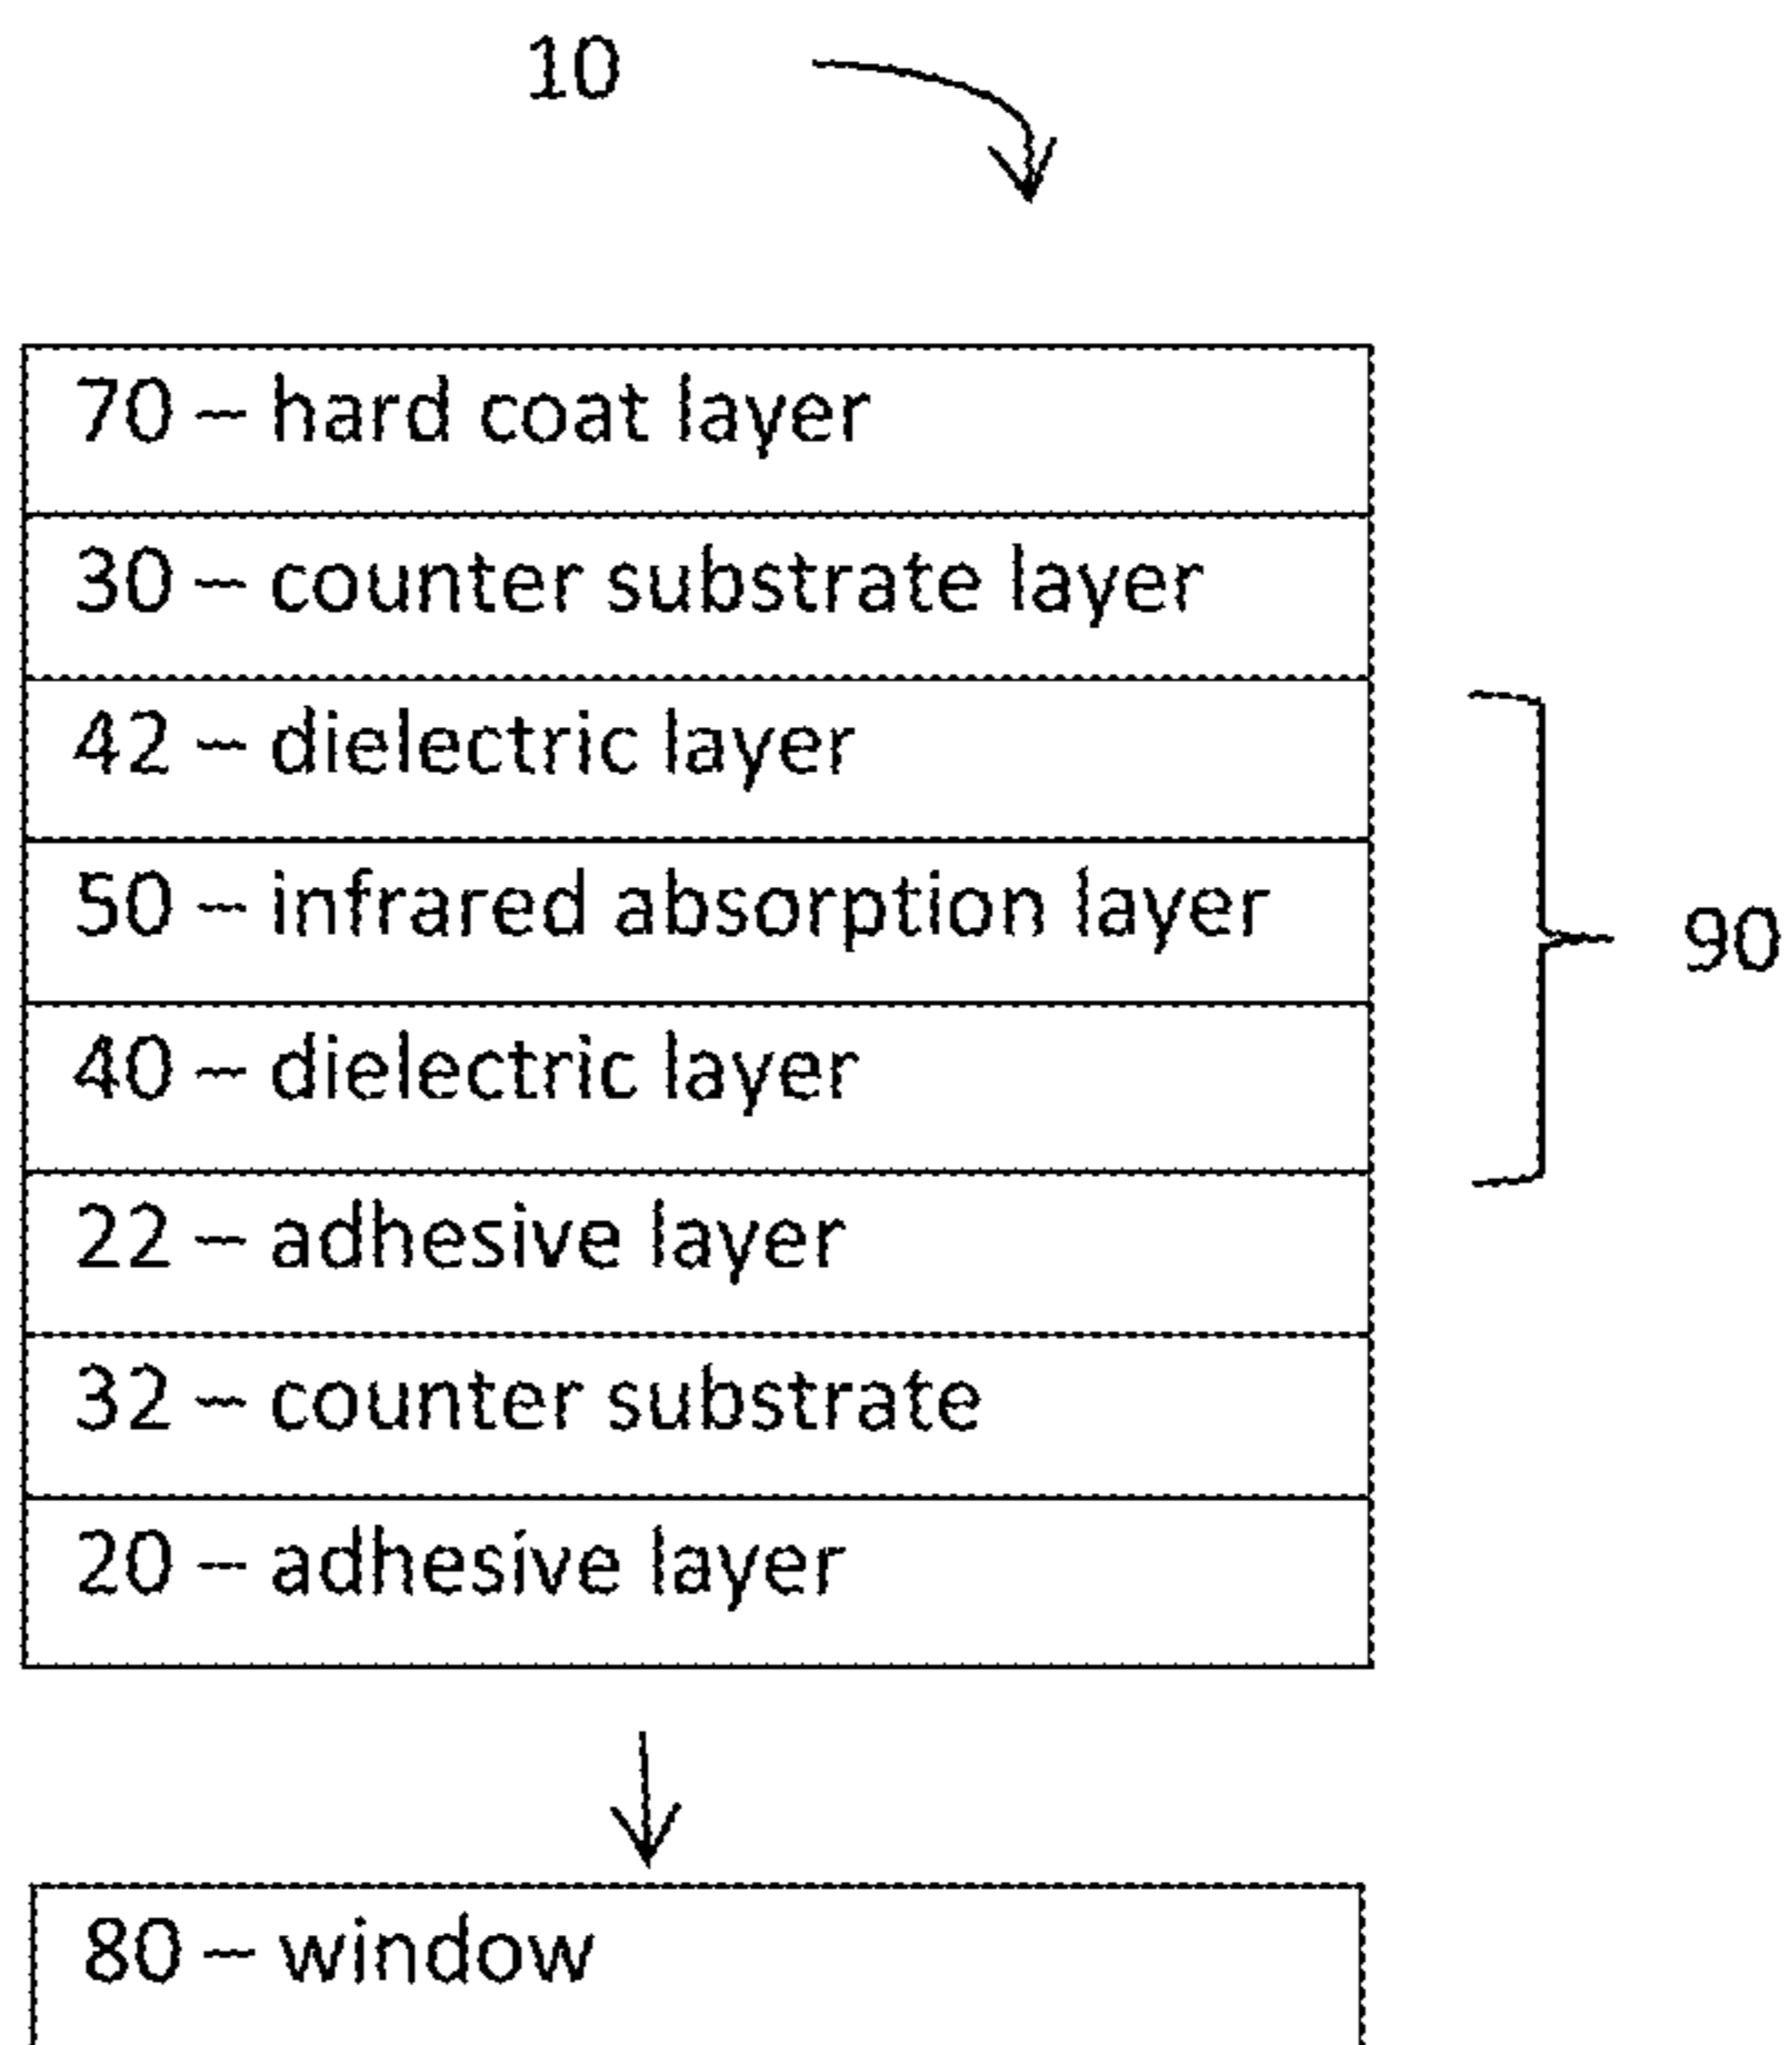 10
70 – hard coat layer
30 – counter substrate layer
42 – dielectric layer
50 – infrared absorption layer
90
40 – dielectric layer
22 – adhesive layer
32 – counter substrate
20 – adhesive layer
80 – window